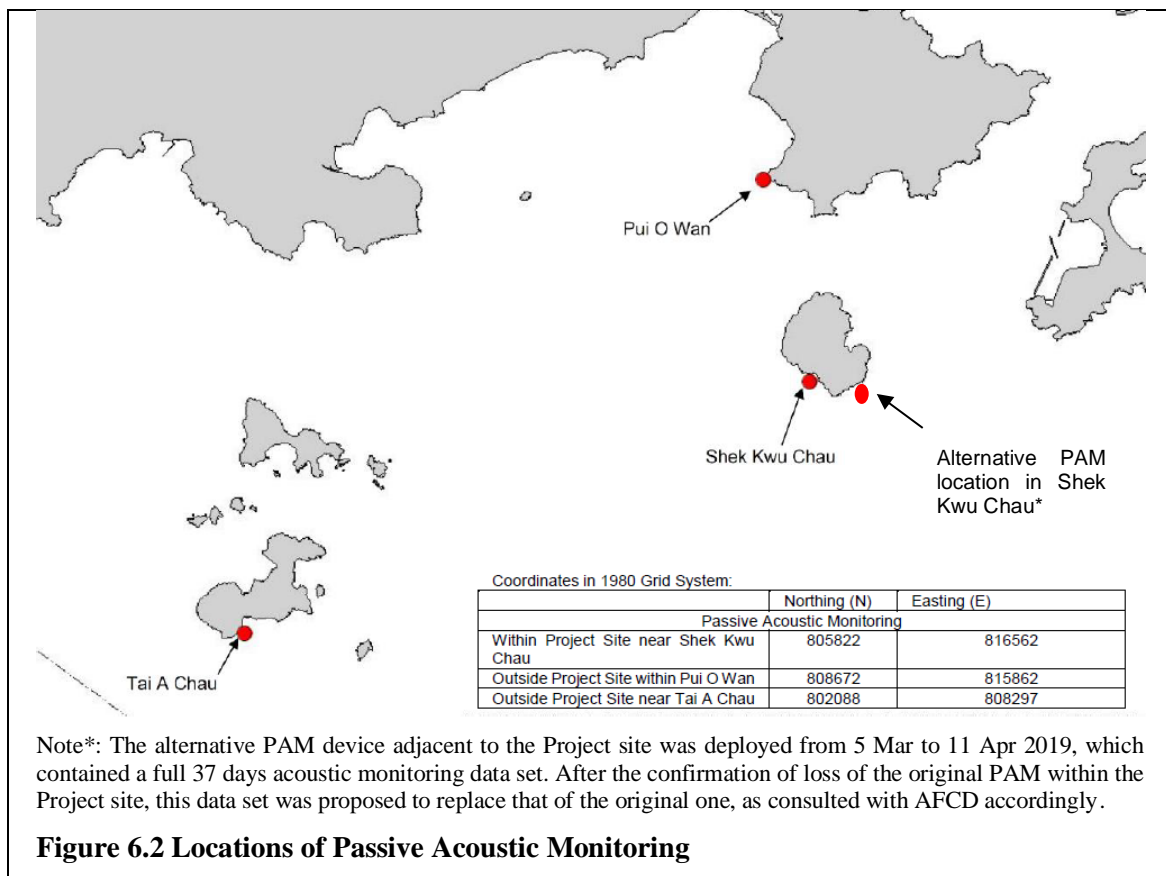 Pui O Wan
Shek Kwu Chau
Alternative PAM
location in Shek
Kwu Chau*
Tai A Chau
Coordinates in 1980 Grid System:
Northing (N) Easting (E)
Passive Acoustic Monitoring
Within Project Site near Shek Kwu
Chau 805822 816562
Outside Project Site within Pui O Wan 808672 815862
Outside Project Site near Tai A Chau 802088 808297
Note*: The alternative PAM device adjacent to the Project site was deployed from 5 Mar to 11 Apr 2019, which
contained a full 37 days acoustic monitoring data set. After the confirmation of loss of the original PAM within the
Project site, this data set was proposed to replace that of the original one, as consulted with AFCD accordingly.
Figure 6.2 Locations of Passive Acoustic Monitoring